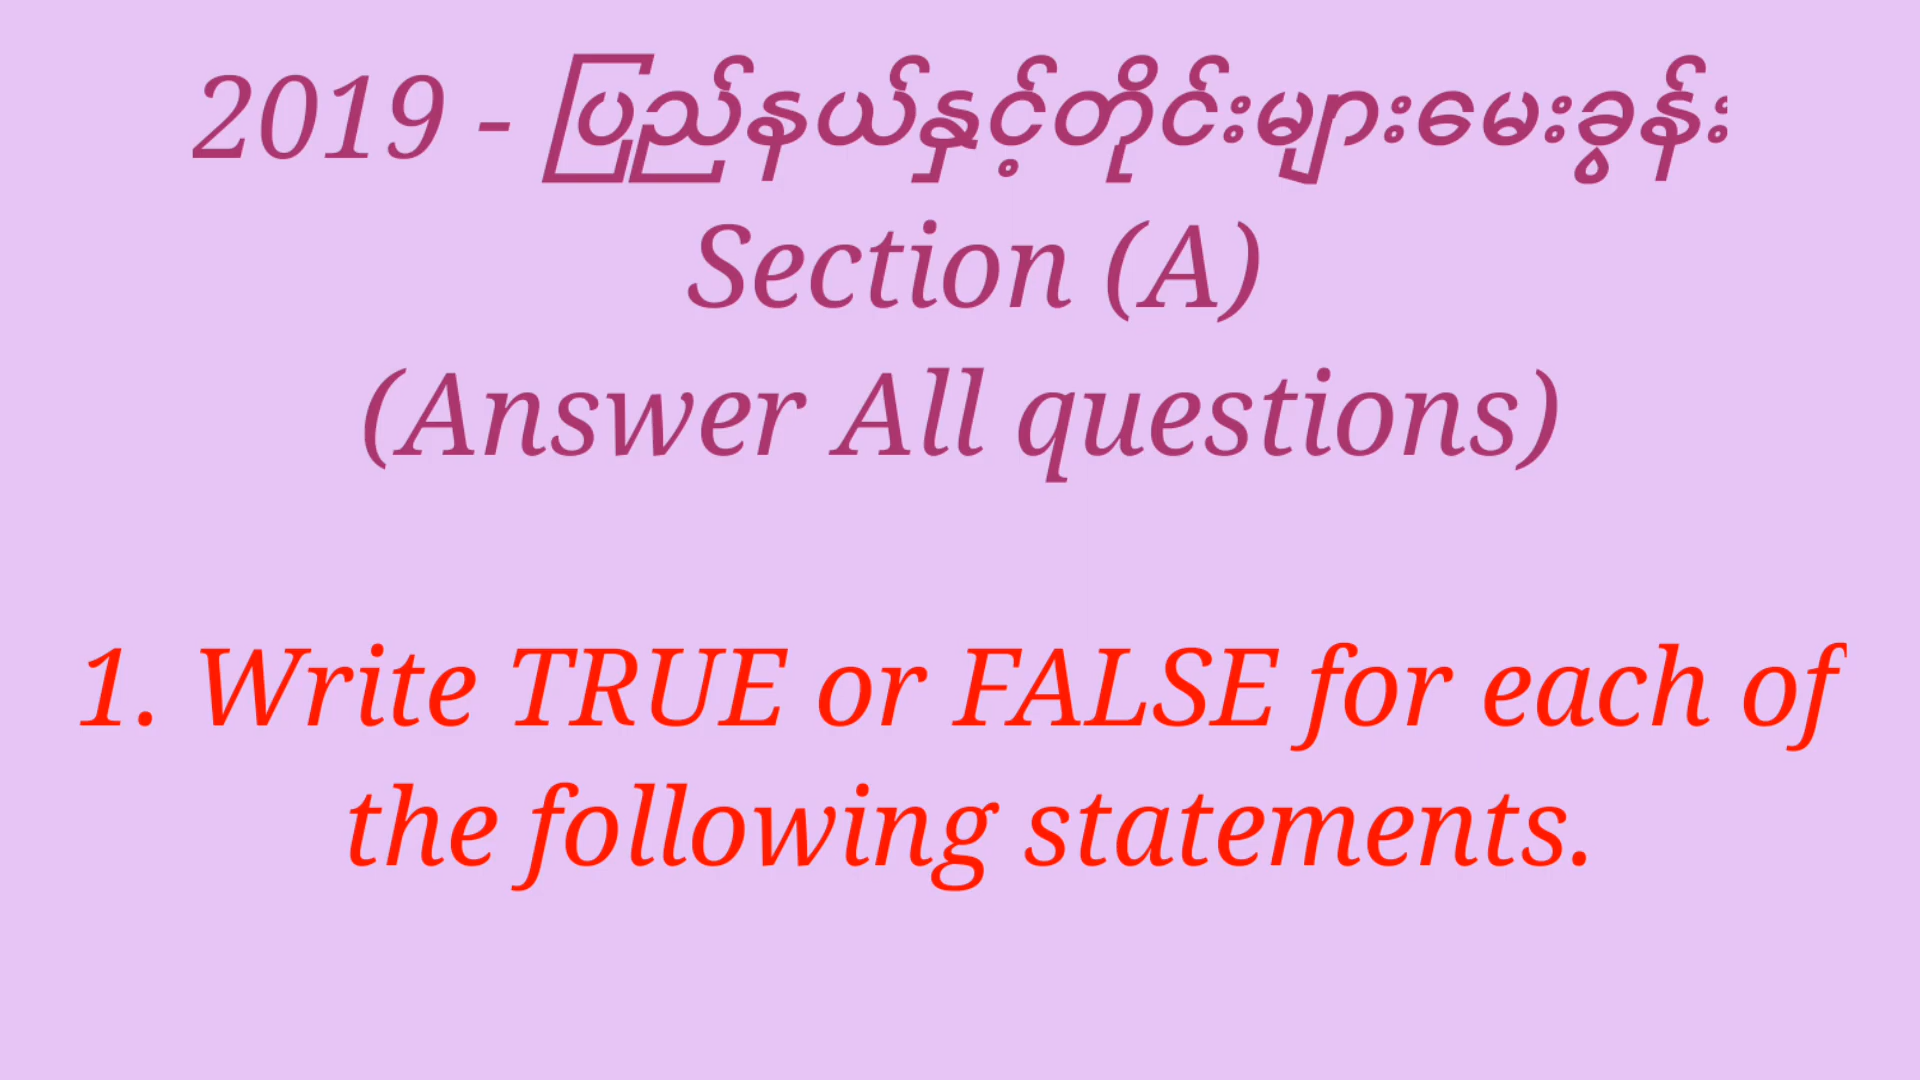 2019 - ပြည်နယ်နှင့်တိုင်းများမေးခွန်း
Section (A)
(Answer All questions)
1. Write TRUE or FALSE for each of
the following statements.